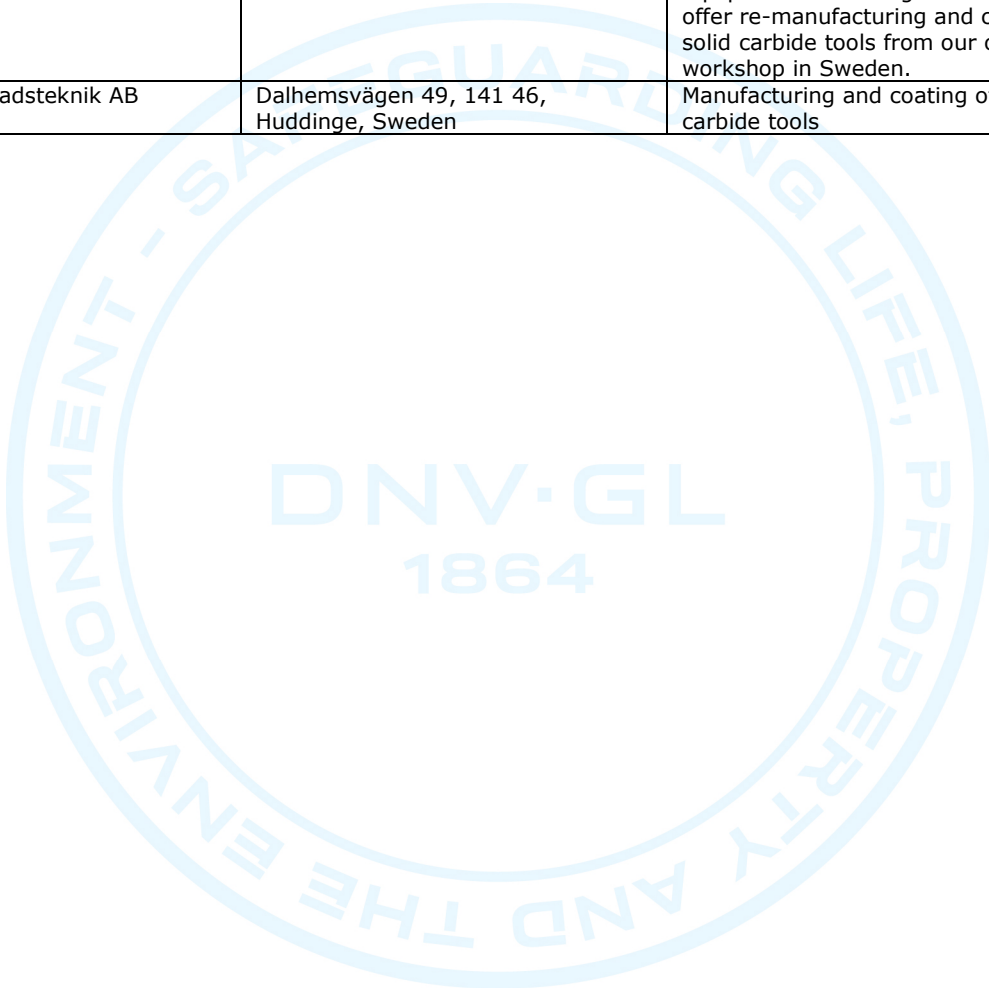 offer re-manufacturing and
solid carbide tools from our
workshop in Sweden.
adsteknik AB
Dalhemsvägen 49, 141 46,
Huddinge, Sweden
Manufacturing and coating
carbide tools
SAFEGUARDING LIFE, PROPERTY AND THE ENVIRONMENT -
DNV·GL
1864